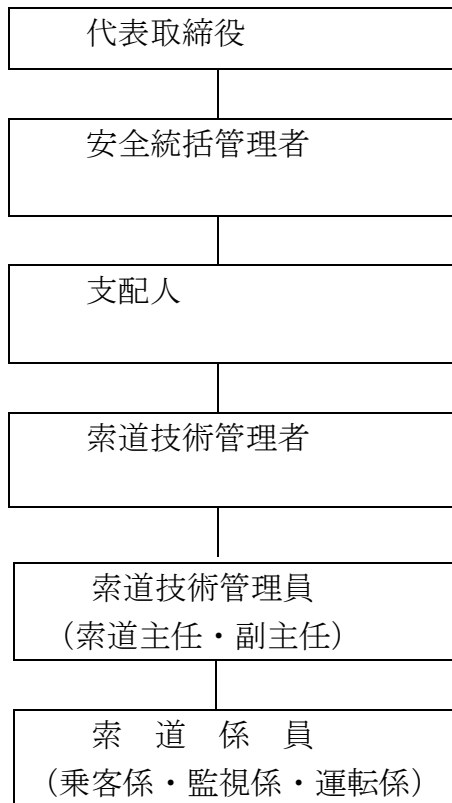 代表取締役
安全統括管理者
支配人
索道技術管理者
索道技術管理員
(索道主任・副主任)
索　道　係　員
(乗客係・監視係・運転係)